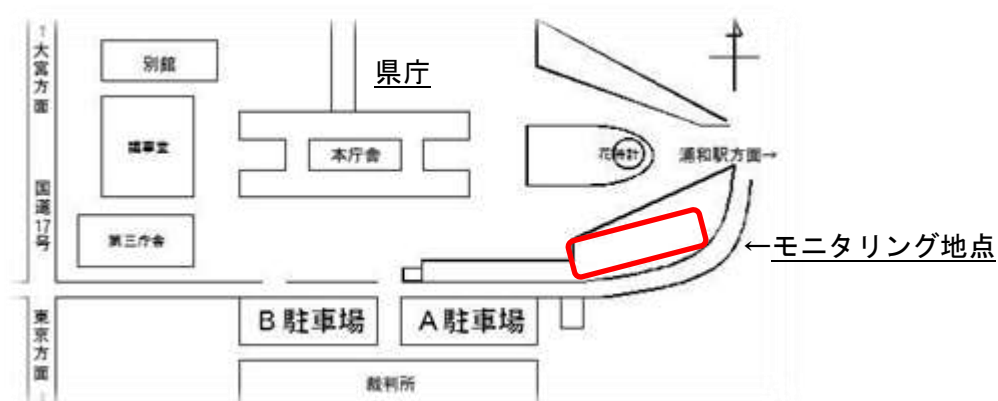 ↑大宮方面
別館
県庁
議事堂
本庁舎
花時計
浦和駅方面→
国道17号
第三庁舎
←モニタリング地点
B駐車場
A駐車場
東京方面↓
裁判所